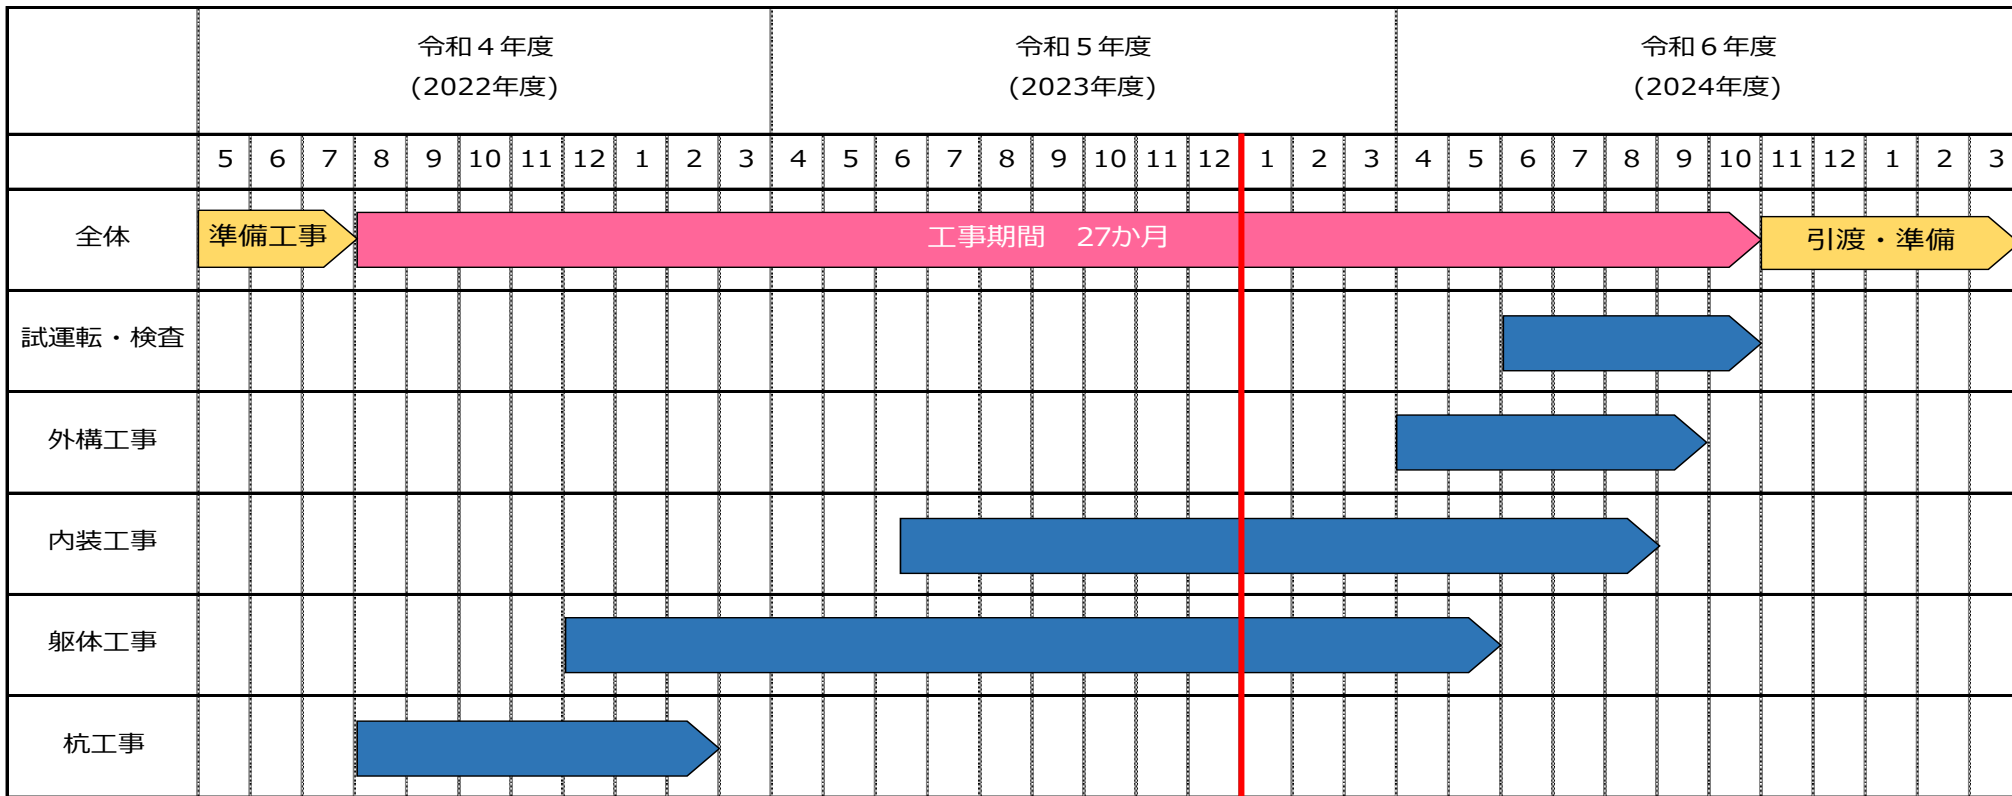 令和４年度
(2022年度)
令和５年度
(2023年度)
令和６年度
(2024年度)
5 6 7 8 9 10 11 12 1 2 3 4 5 6 7 8 9 10 11 12 1 2 3 4 5 6 7 8 9 10 11 12 1 2 3
全体 準備工事 工事期間　27か月 引渡・準備
試運転・検査
外構工事
内装工事
躯体工事
杭工事